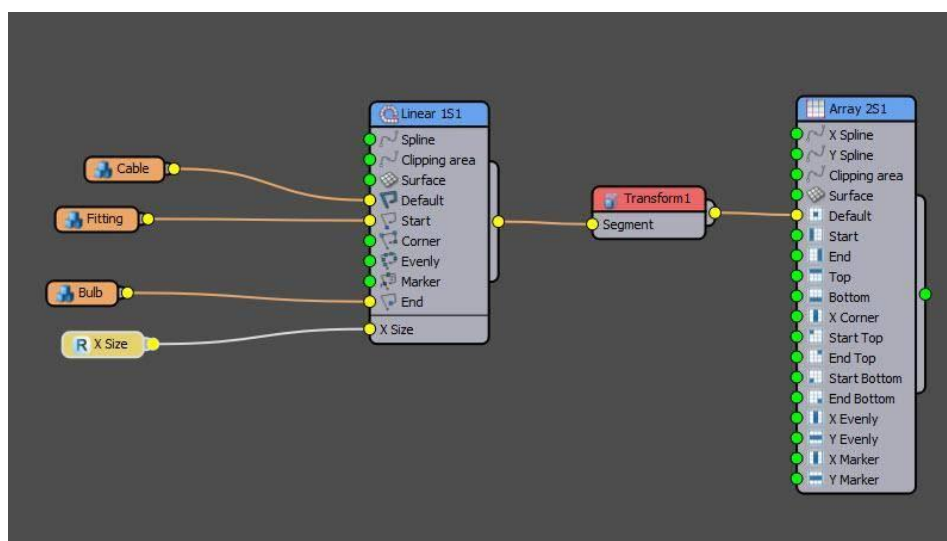 Cable
Fitting
Bulb
R X Size
Linear 1S1
Spline
Clipping area
Surface
Default
Start
Corner
Evenly
Marker
End
X Size
Transform1
Segment
Array 2S1
X Spline
Y Spline
Clipping area
Surface
Default
Start
End
Top
Bottom
X Corner
Start Top
End Top
Start Bottom
End Bottom
X Evenly
Y Evenly
X Marker
Y Marker